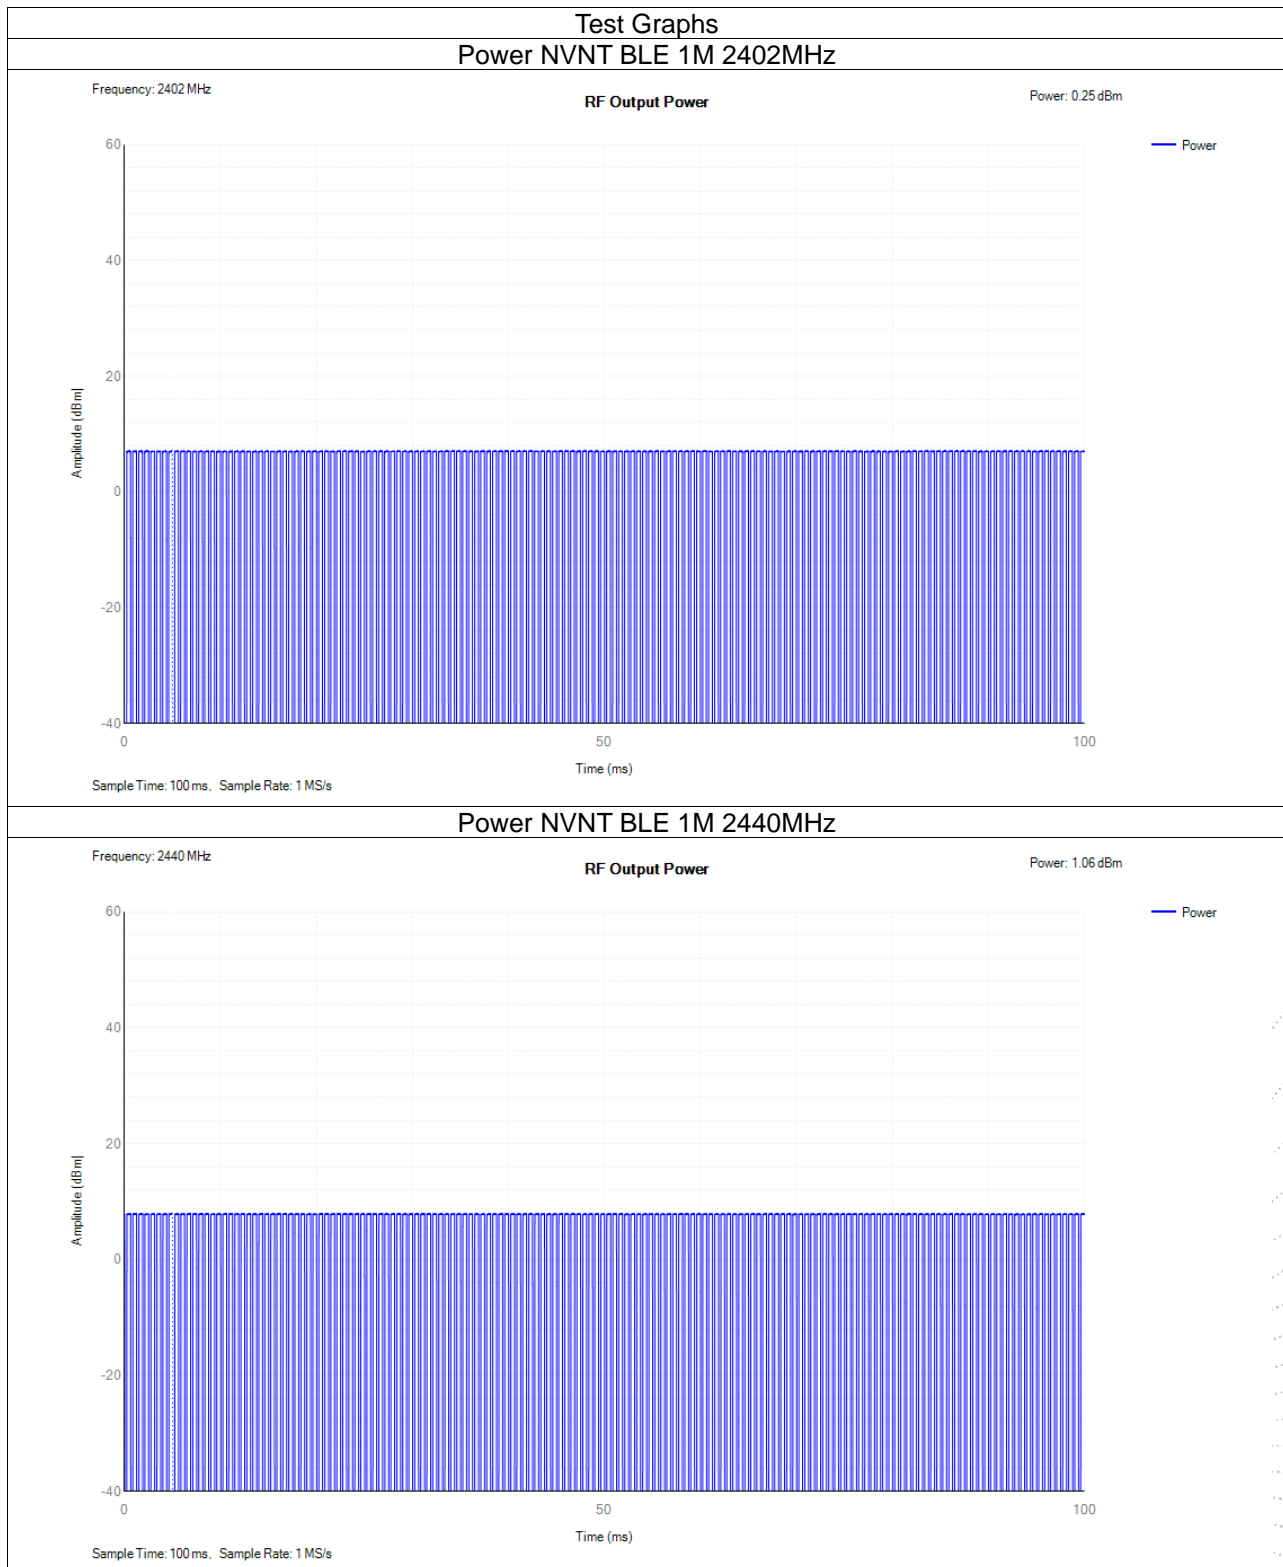 Test Graphs
Power NVNT BLE 1M 2402MHz
Frequency: 2402 MHz
RF Output Power
Power: 0.25 dBm
60
Power
40
20
Amplitude [dBm]
0
-20
-40
0
50
100
Time (ms)
Sample Time: 100 ms, Sample Rate: 1 MS/s
Power NVNT BLE 1M 2440MHz
Frequency: 2440 MHz
RF Output Power
Power: 1.06 dBm
60
Power
40
20
Amplitude [dBm]
0
-20
-40
0
50
100
Time (ms)
Sample Time: 100 ms, Sample Rate: 1 MS/s